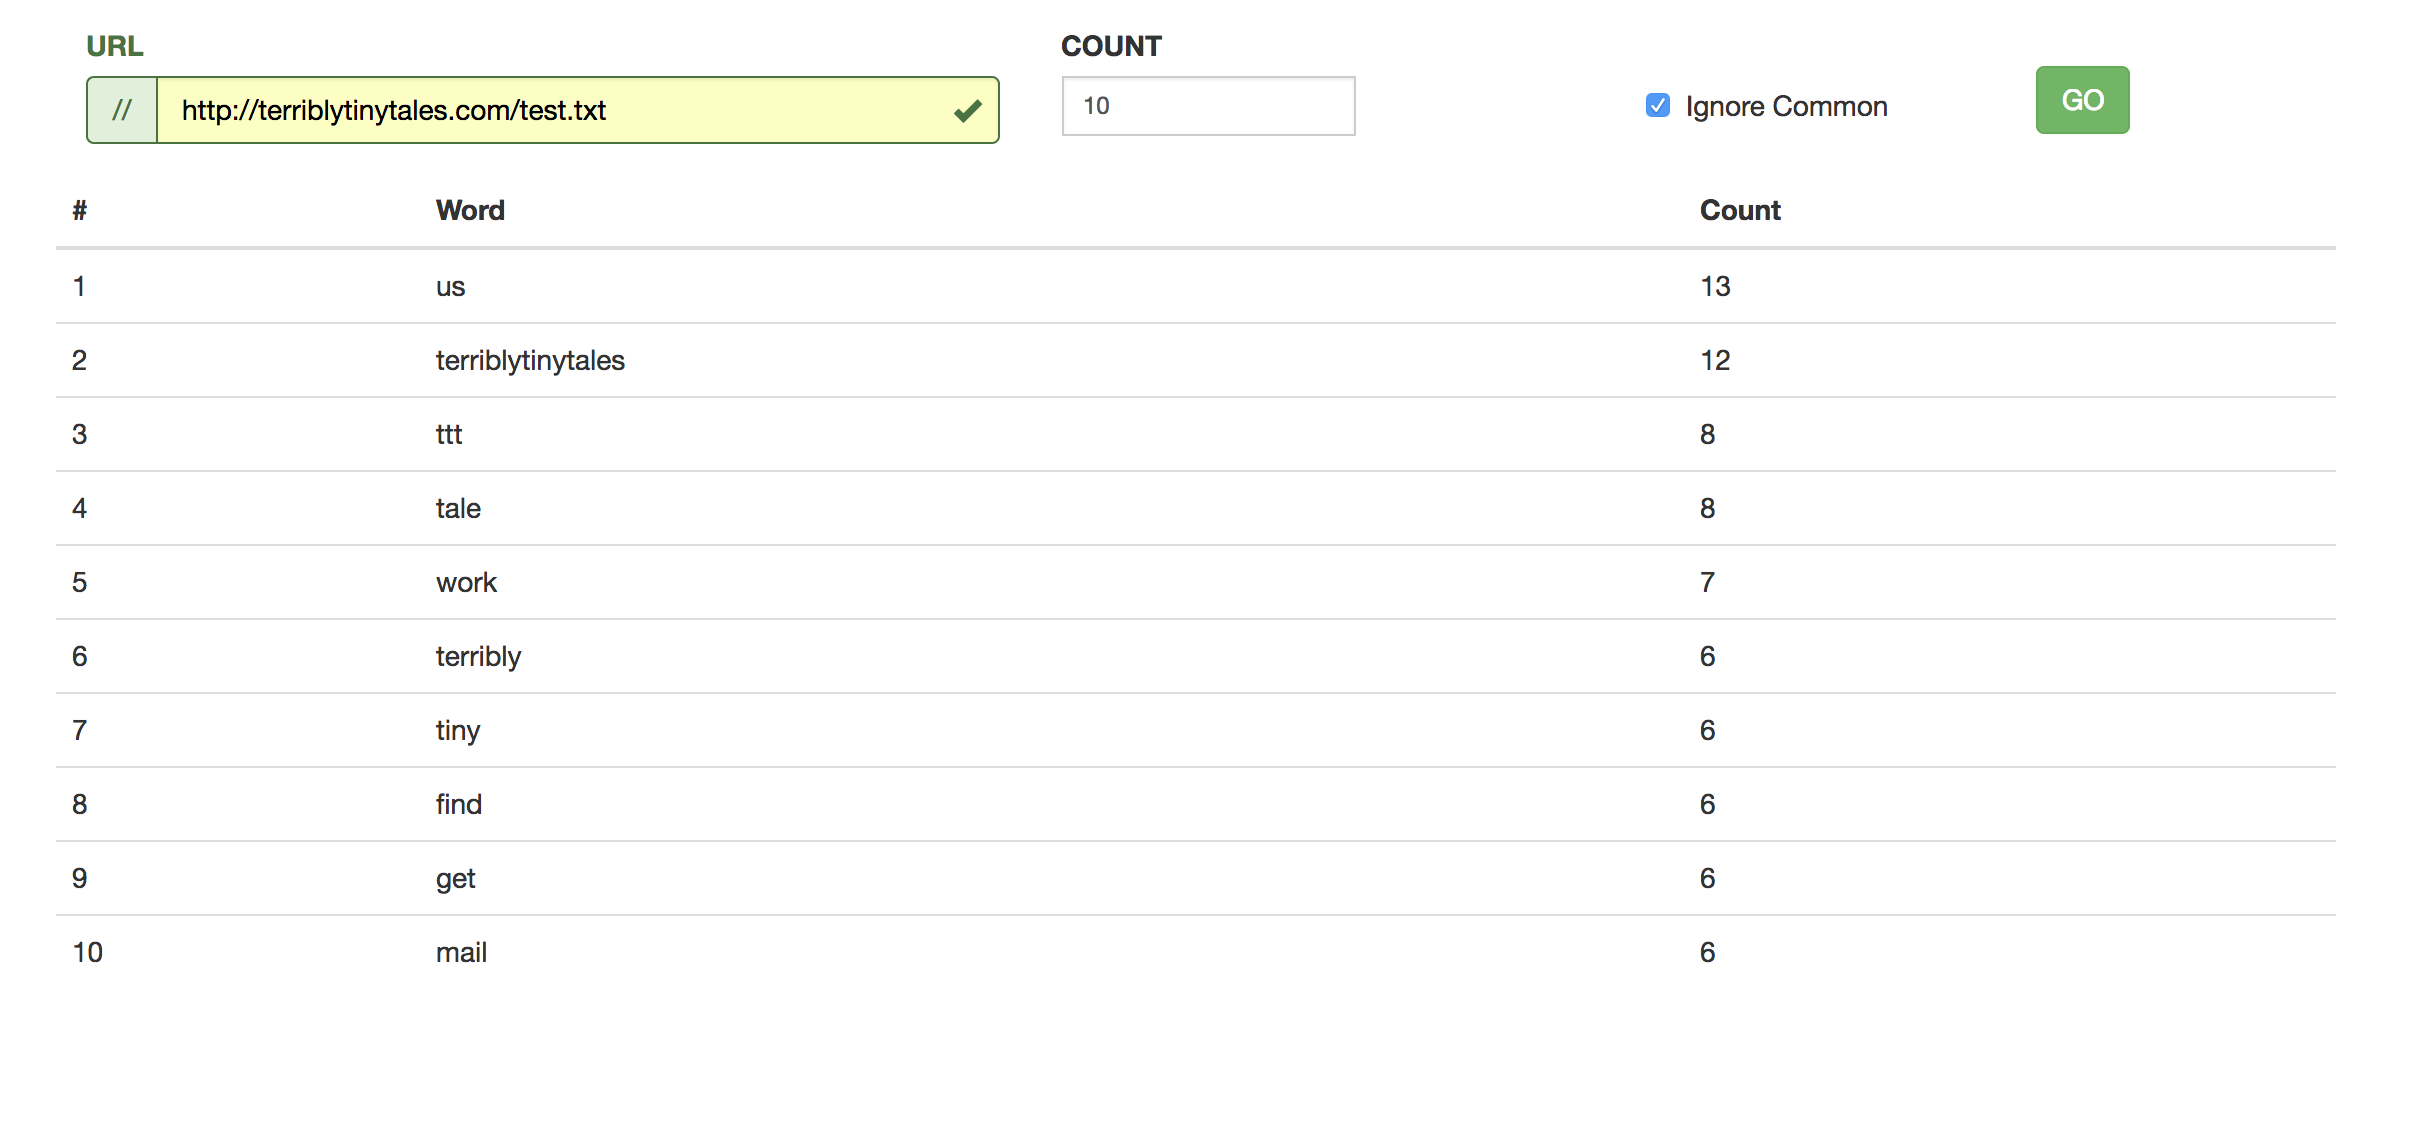 URL COUNT
// http://terriblytinytales.com/test.txt 10 Ignore Common GO
# Word Count
1 us 13
2 terriblytinytales 12
3 ttt 8
4 tale 8
5 work 7
6 terribly 6
7 tiny 6
8 find 6
9 get 6
10 mail 6